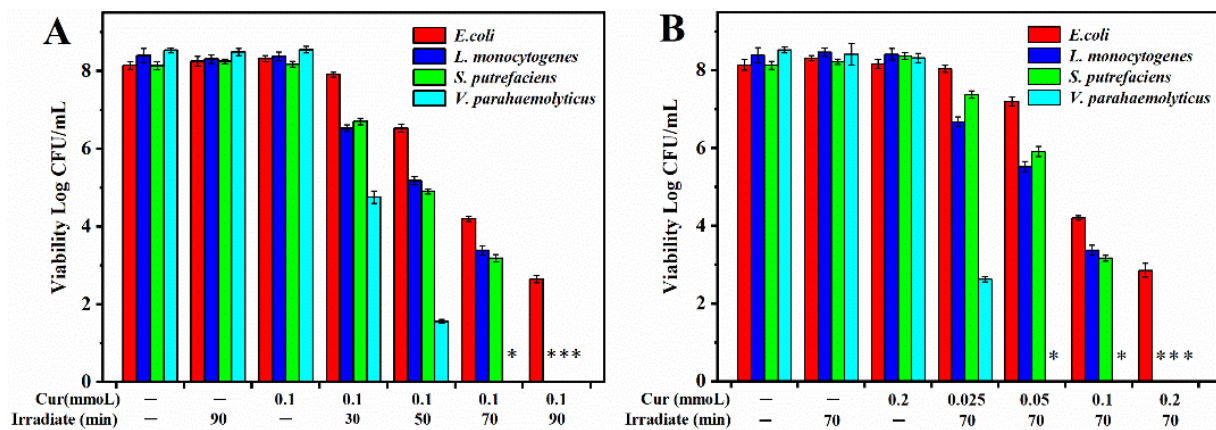 A
E.coli
L. monocytogenes
S. putrefaciens
V. parahaemolyticus
Viability Log CFU/mL
8
6
4
2
0
* *** 
Cur(mmoL) — — 0.1 0.1 0.1 0.1 0.1
Irradiate (min) — 90 — 30 50 70 90
B
E.coli
L. monocytogenes
S. putrefaciens
V. parahaemolyticus
Viability Log CFU/mL
8
6
4
2
0
* * ***
Cur (mmoL) — — 0.2 0.025 0.05 0.1 0.2
Irradiate (min) — 70 — 70 70 70 70